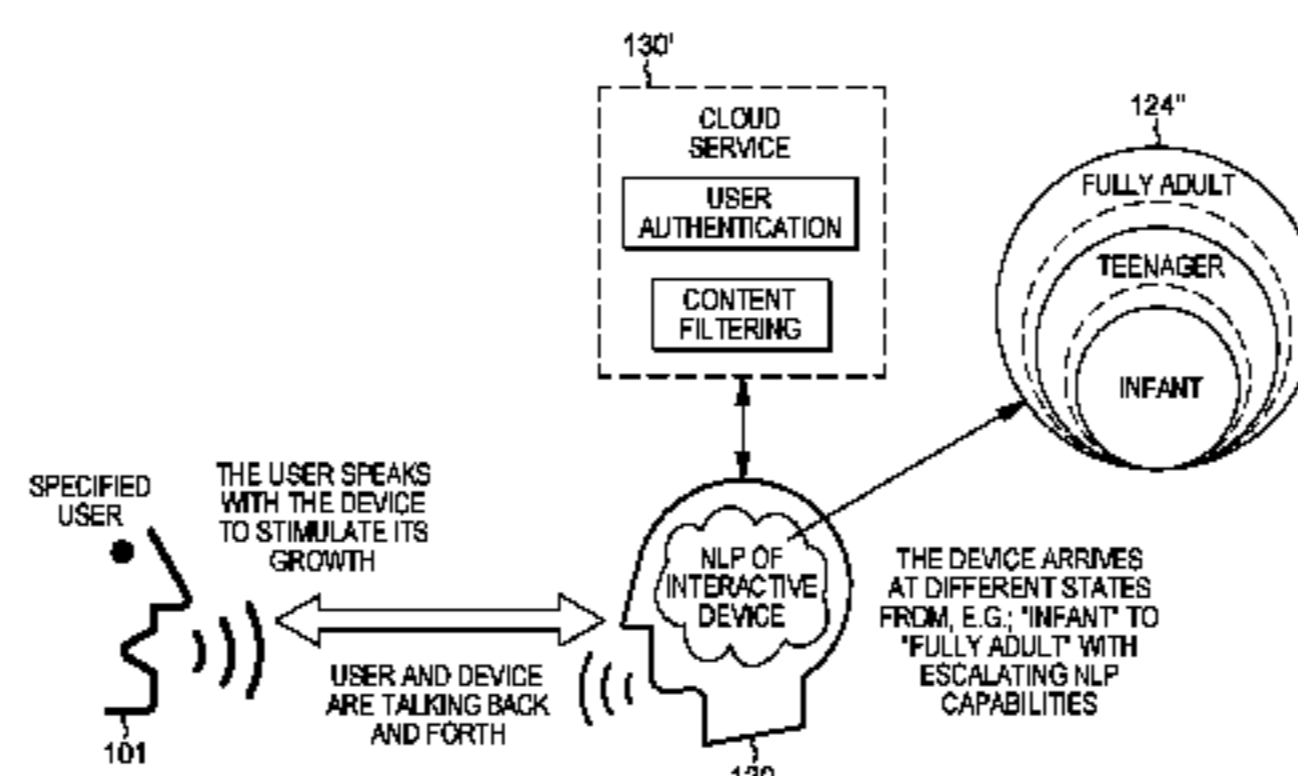 130'
CLOUD
SERVICE
USER
AUTHENTICATION
CONTENT
FILTERING
124"
FULLY ADULT
TEENAGER
INFANT
SPECIFIED
USER
THE USER SPEAKS
WITH THE DEVICE
TO STIMULATE ITS
GROWTH
101
USER AND DEVICE
ARE TALKING BACK
AND FORTH
NLP OF
INTERACTIVE
DEVICE
THE DEVICE ARRIVES
AT DIFFERENT STATES
FROM, E.G.; "INFANT" TO
"FULLY ADULT" WITH
ESCALATING NLP
CAPABILITIES